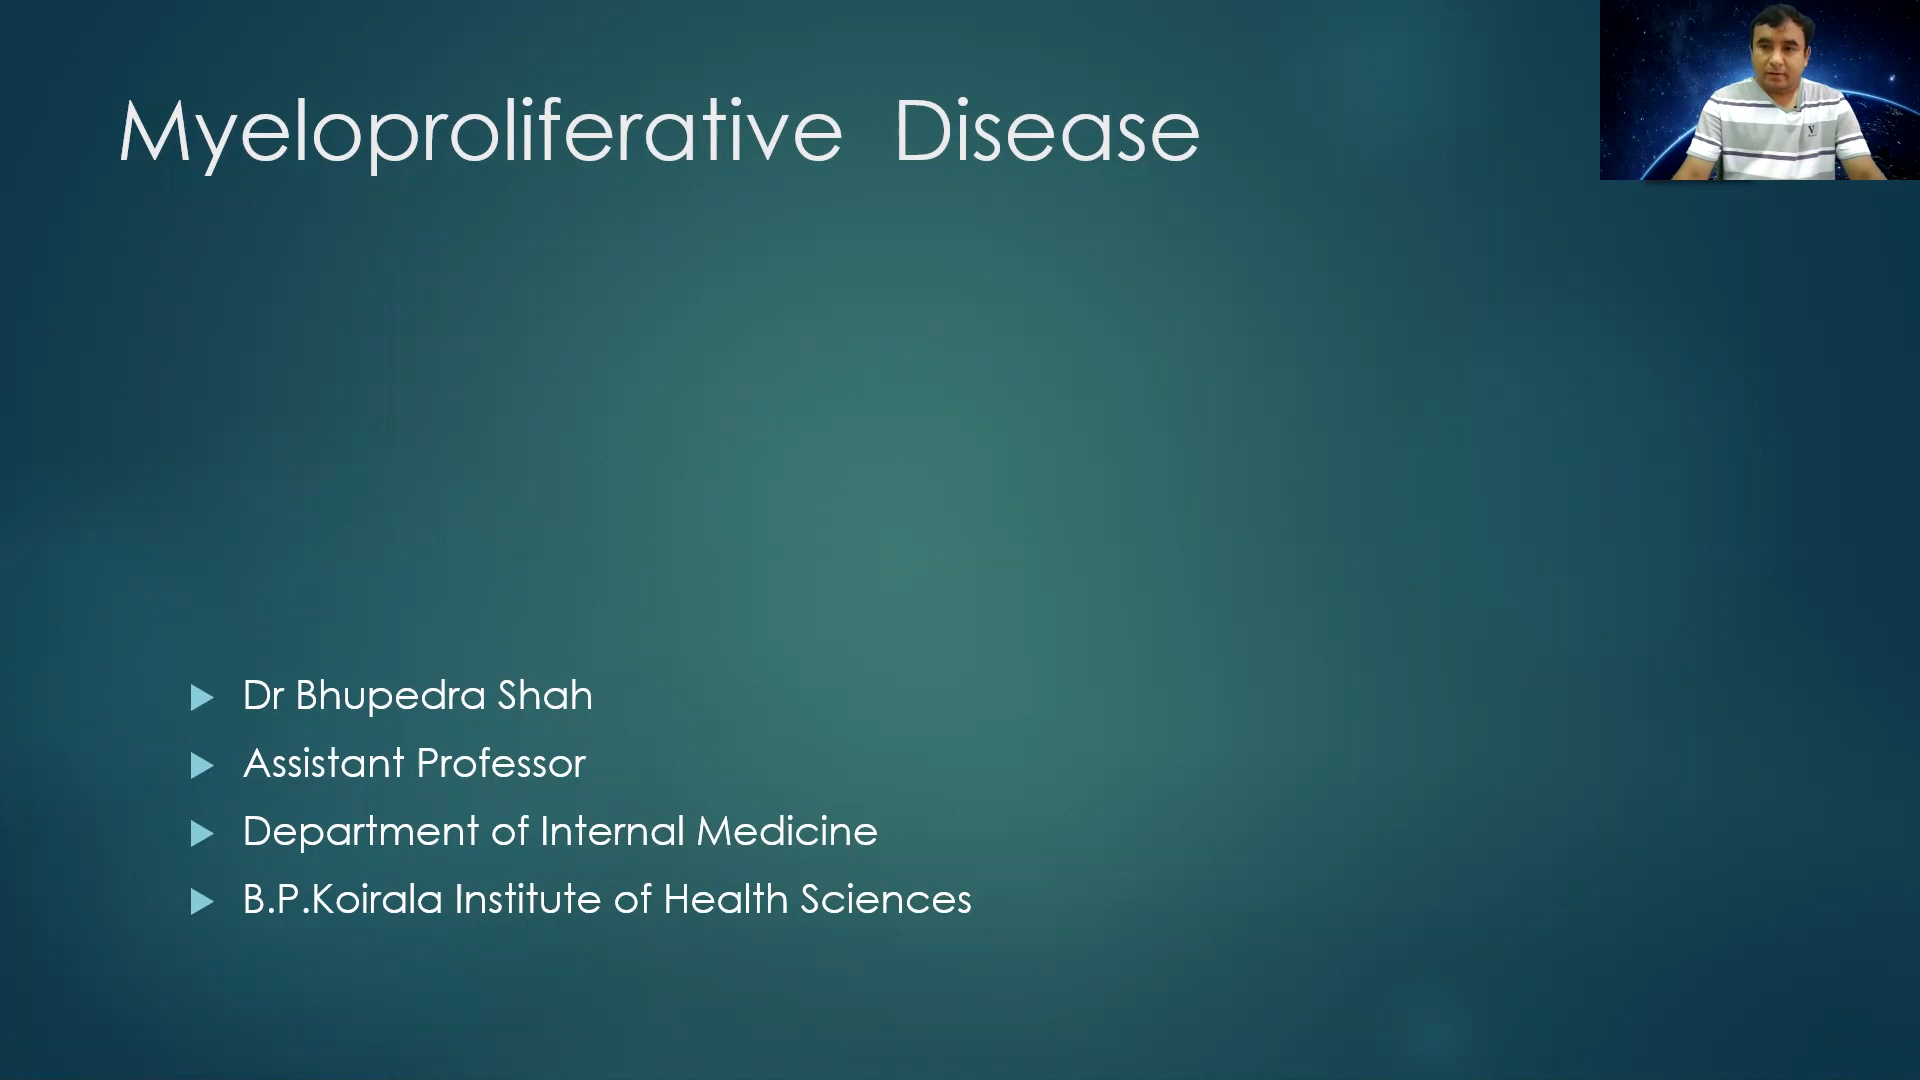 Myeloproliferative Disease
Dr Bhupedra Shah
Assistant Professor
Department of Internal Medicine
B.P.Koirala Institute of Health Sciences